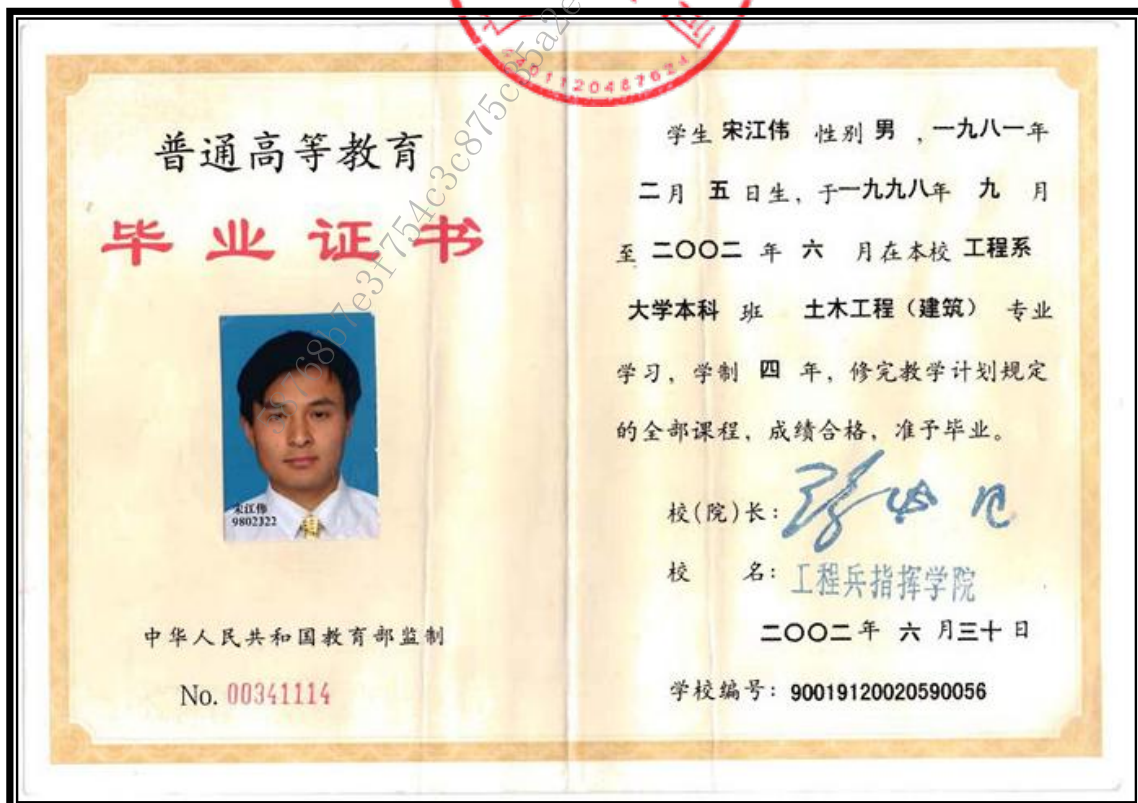 普通高等教育
毕业证书
宋江伟
9802322
中华人民共和国教育部监制
No. 00341114
学生 宋江伟 性别 男 ,一九八一年
二月 五 日生, 于一九九八年 九 月
至 二〇〇二 年 六 月在本校 工程系
大学本科 班 土木工程（建筑） 专业
学习, 学制 四 年, 修完教学计划规定
的全部课程, 成绩合格, 准予毕业。
校(院)长:
校 名: 工程兵指挥学院
二〇〇二年 六 月三十日
学校编号: 90019120020590056